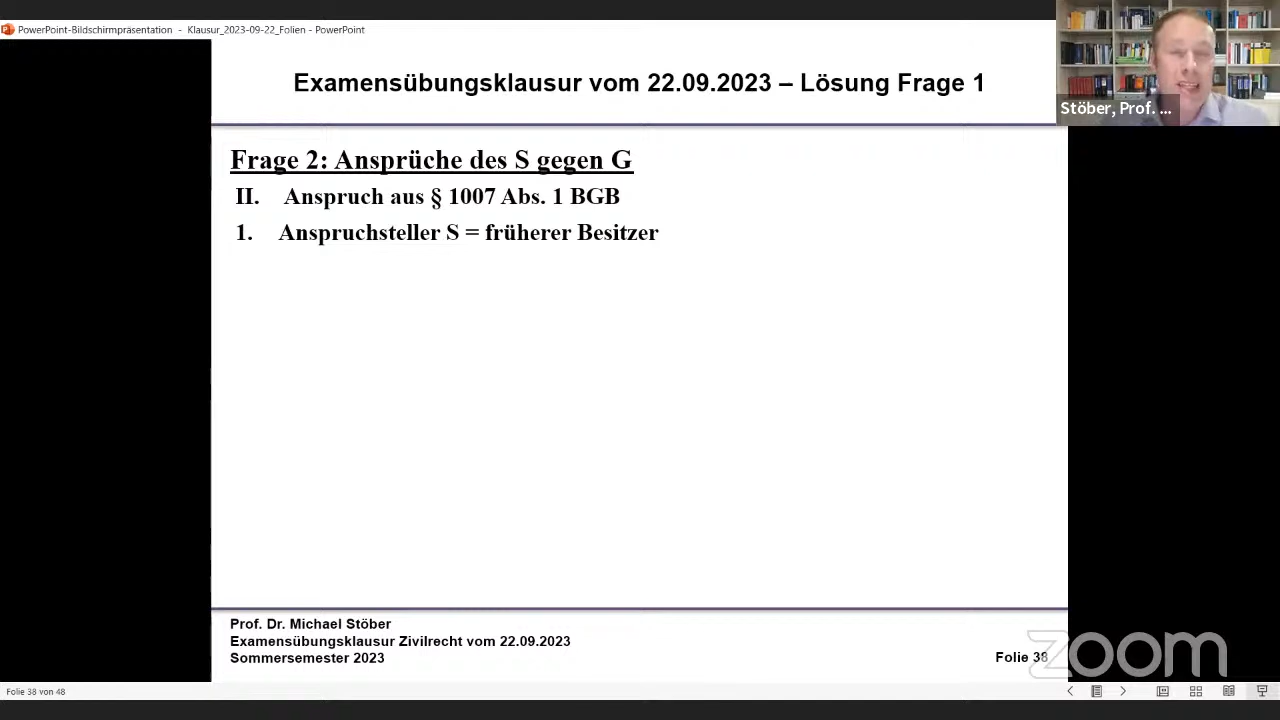 PowerPoint-Bildschirmpräsentation - Klausur_2023-09-22_Folien - PowerPoint
Examensübungsklausur vom 22.09.2023 – Lösung Frage 1
Stöber, Prof. ...
Frage 2: Ansprüche des S gegen G
II. Anspruch aus § 1007 Abs. 1 BGB
1. Anspruchsteller S = früherer Besitzer
Prof. Dr. Michael Stöber
Examensübungsklausur Zivilrecht vom 22.09.2023
Sommersemester 2023
Folie 38
zoom
Folie 38 von 48